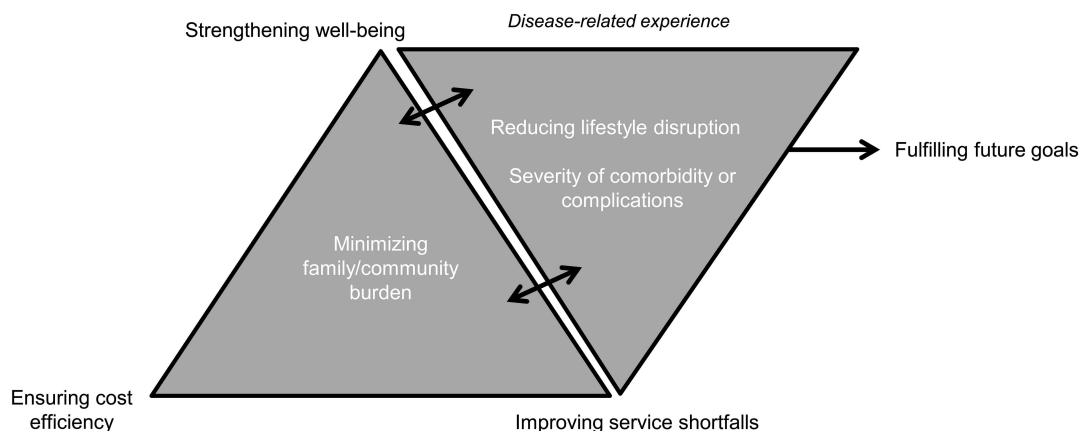 Strengthening well-being
Disease-related experience
Reducing lifestyle disruption
Severity of comorbidity or
complications
Fulfilling future goals
Minimizing
family/community
burden
Ensuring cost
efficiency
Improving service shortfalls